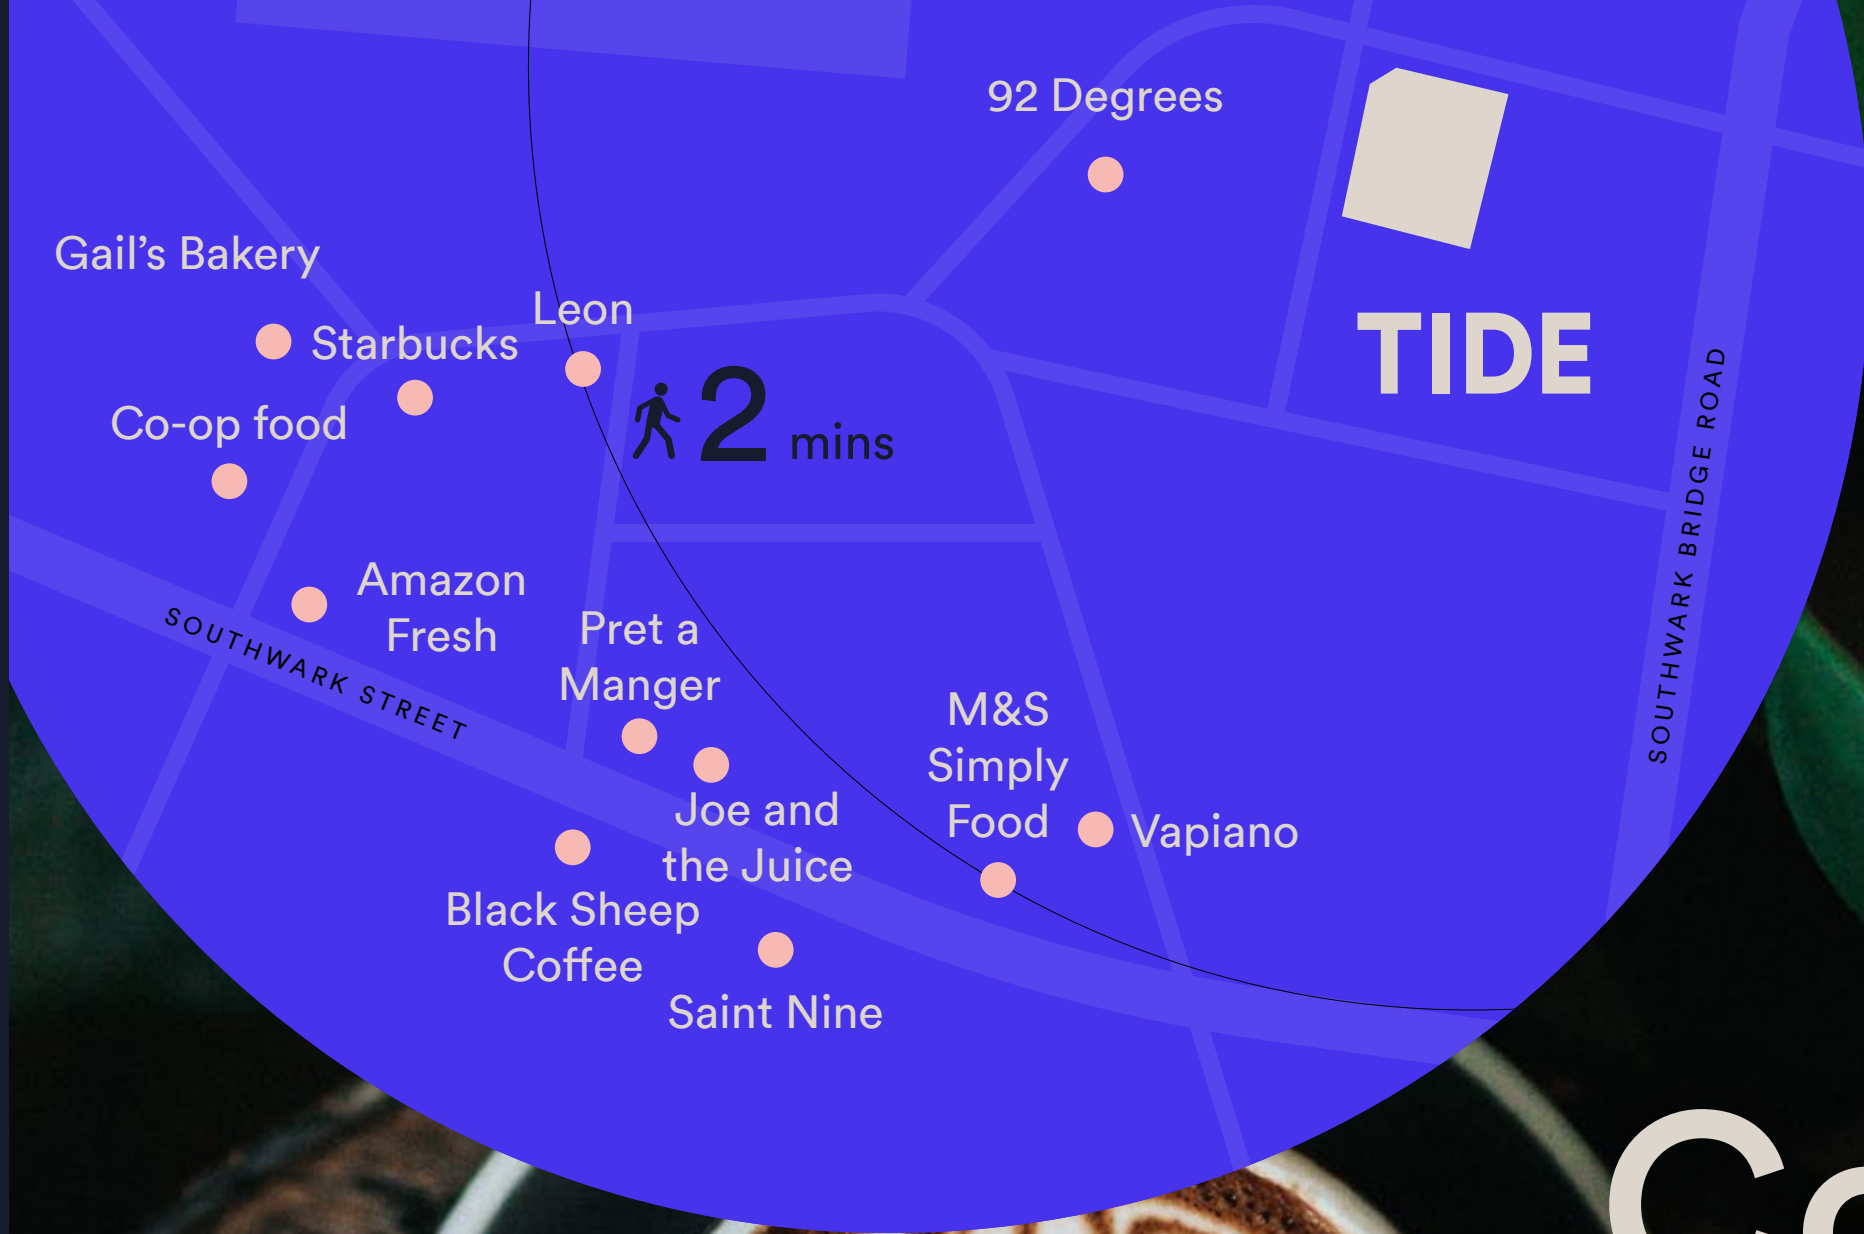 92 Degrees
Gail’s Bakery
Leon
Starbucks
TIDE
2 mins
Co-op food
SOUTHWARK BRIDGE ROAD
Amazon
Fresh
SOUTHWARK STREET
Pret a
Manger
M&S
Simply
Food
Joe and
the Juice
Vapiano
Black Sheep
Coffee
Saint Nine